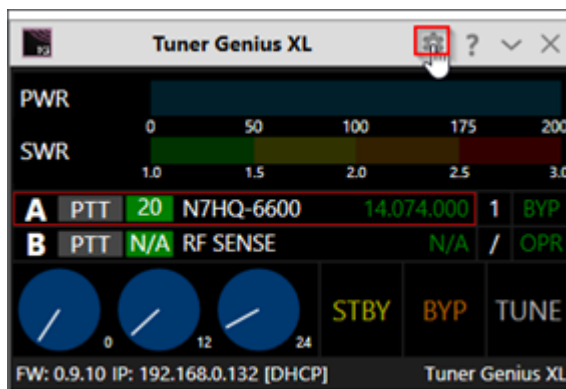 Tuner Genius XL ?
PWR
0 50 100 175 200
SWR
1.0 1.5 2.0 2.5 3.0
A PTT 20 N7HQ-6600 14.074.000 1 BYP
B PTT N/A RF SENSE N/A / OPR
0 12 24 STBY BYP TUNE
FW: 0.9.10 IP: 192.168.0.132 [DHCP] Tuner Genius XL